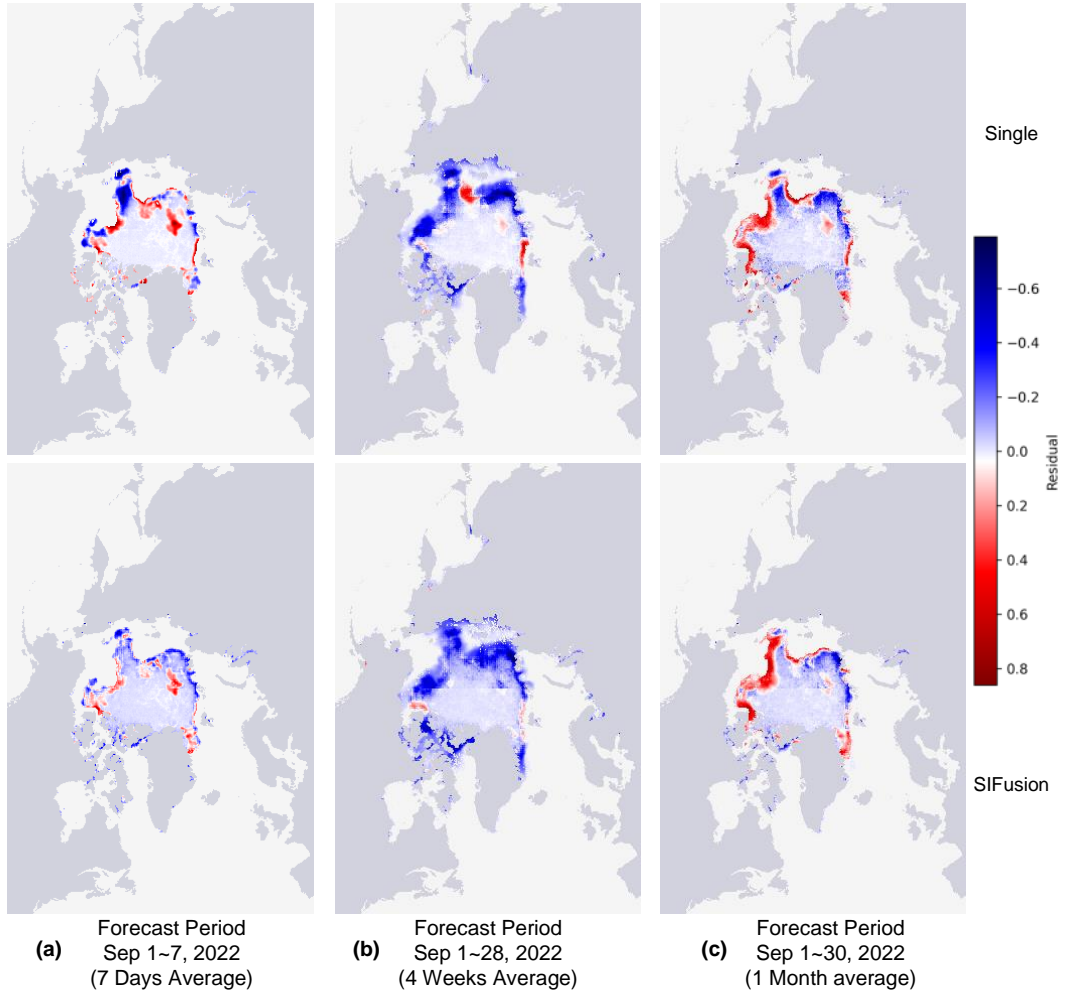 Single
−0.6
−0.4
−0.2
0.0
0.2
0.4
0.6
0.8
Residual
SIFusion
(a) Forecast Period
Sep 1~7, 2022
(7 Days Average)
(b) Forecast Period
Sep 1~28, 2022
(4 Weeks Average)
(c) Forecast Period
Sep 1~30, 2022
(1 Month average)